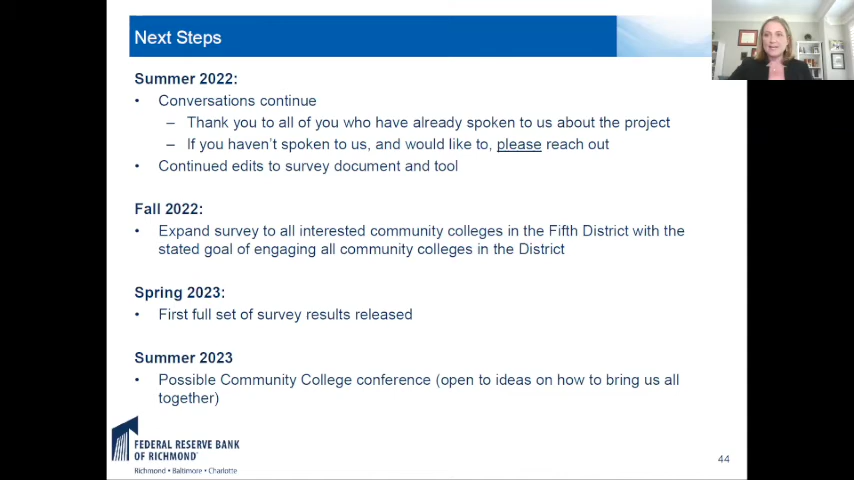 Next Steps
Summer 2022:
• Conversations continue
– Thank you to all of you who have already spoken to us about the project
– If you haven't spoken to us, and would like to, please reach out
• Continued edits to survey document and tool
Fall 2022:
• Expand survey to all interested community colleges in the Fifth District with the
stated goal of engaging all community colleges in the District
Spring 2023:
• First full set of survey results released
Summer 2023
• Possible Community College conference (open to ideas on how to bring us all
together)
FEDERAL RESERVE BANK
OF RICHMOND
Richmond • Baltimore • Charlotte
44